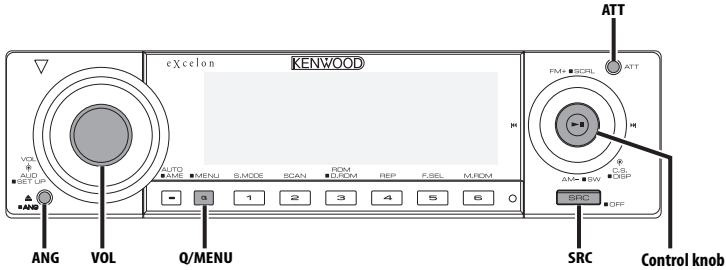 ATT
eXcelon KENWOOD
ATT
FM+ ■SCRL
▽
⏮ ▶II ⏭
VOL
AUD
■SET UP
AUTO
■AME ■MENU S.MODE SCAN RDM
■D.RDM REP F.SEL M.RDM
AM– ■SW
C.S.
■DISP
⏏
■ANG
- Q 1 2 3 4 5 6
SRC ■OFF
ANG VOL Q/MENU SRC Control knob